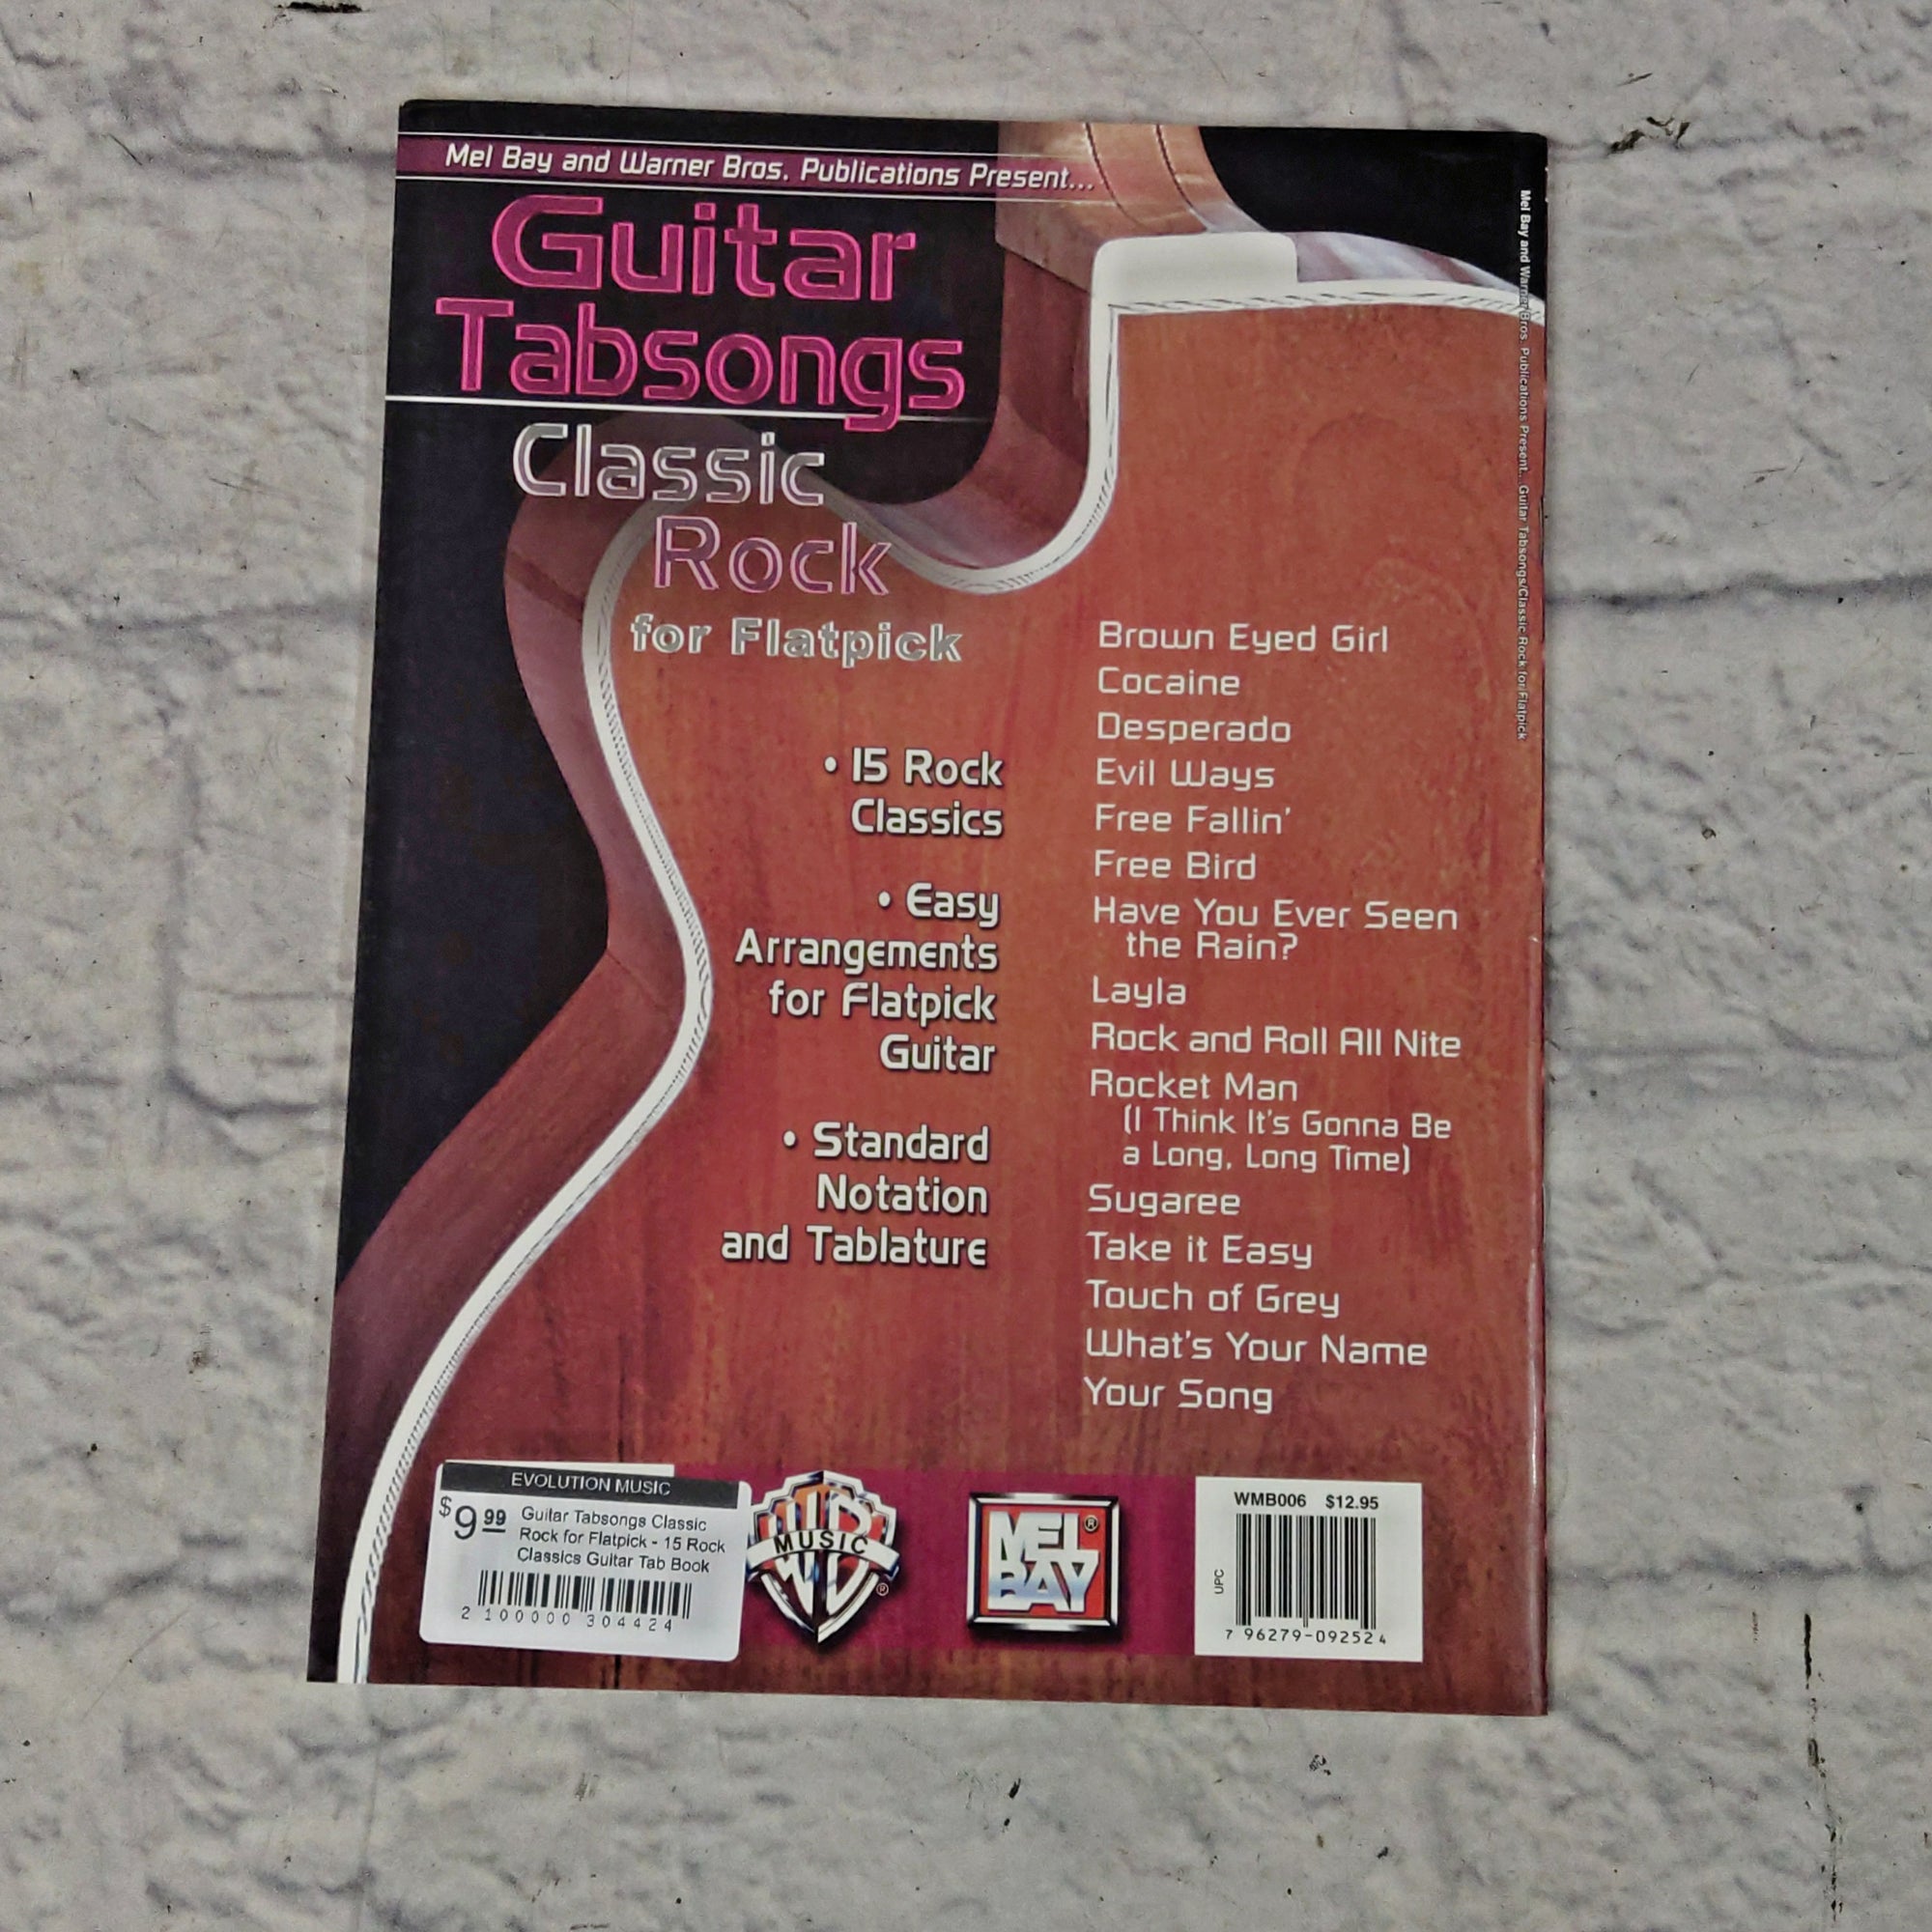 Mel Bay and Warner Bros. Publications Present...
Guitar
Tabsongs
Classic
Rock
for Flatpick
• 15 Rock
Classics
• Easy
Arrangements
for Flatpick
Guitar
• Standard
Notation
and Tablature
Brown Eyed Girl
Cocaine
Desperado
Evil Ways
Free Fallin'
Free Bird
Have You Ever Seen
the Rain?
Layla
Rock and Roll All Nite
Rocket Man
(I Think It's Gonna Be
a Long, Long Time)
Sugaree
Take it Easy
Touch of Grey
What's Your Name
Your Song
Mel Bay and Warner Bros. Publications Present... Guitar Tabsongs/Classic Rock for Flatpick
EVOLUTION MUSIC
$9.99
Guitar Tabsongs Classic
Rock for Flatpick - 15 Rock
Classics Guitar Tab Book
2 100000 304424
WB
MUSIC
®
MEL ®
BAY
WMB006 $12.95
UPC
7 96279-09252 4